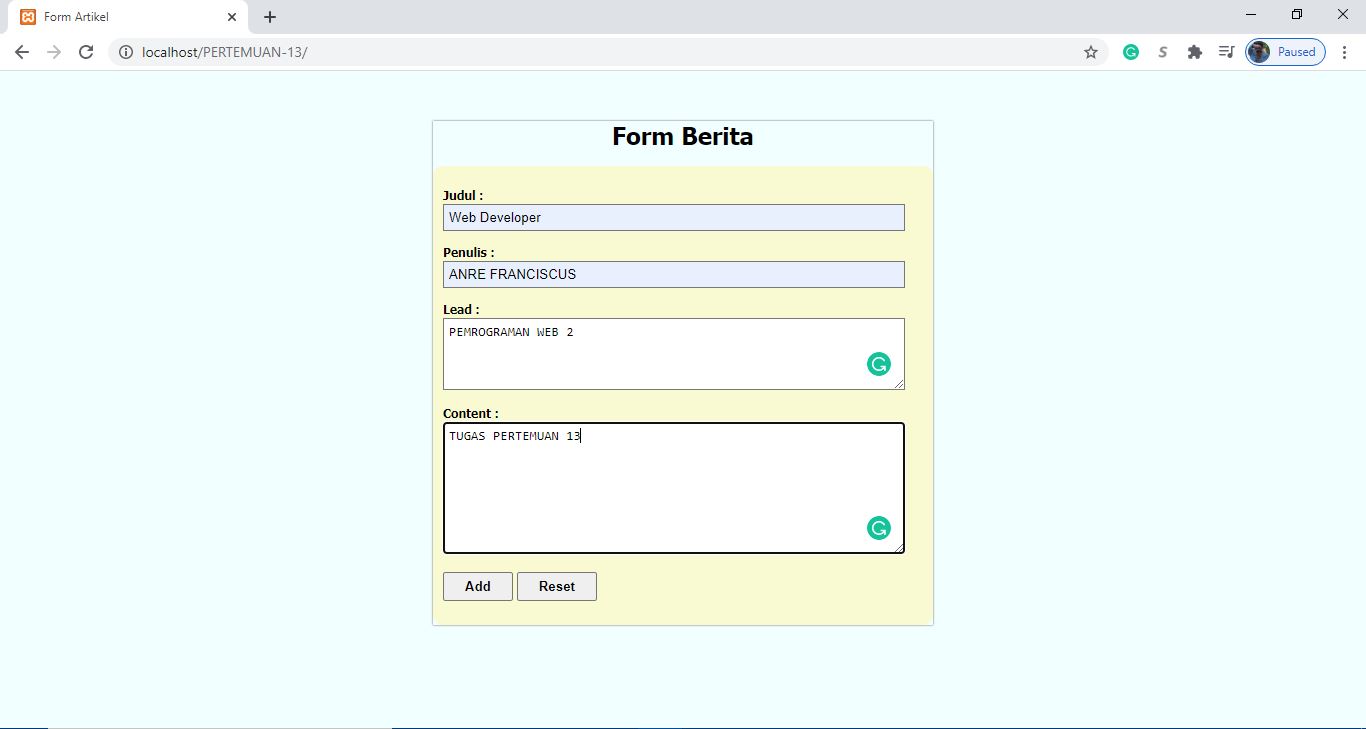 Form Artikel
localhost/PERTEMUAN-13/
Paused
Form Berita
Judul :
Web Developer
Penulis :
ANRE FRANCISCUS
Lead :
PEMROGRAMAN WEB 2
Content :
TUGAS PERTEMUAN 13
Add Reset